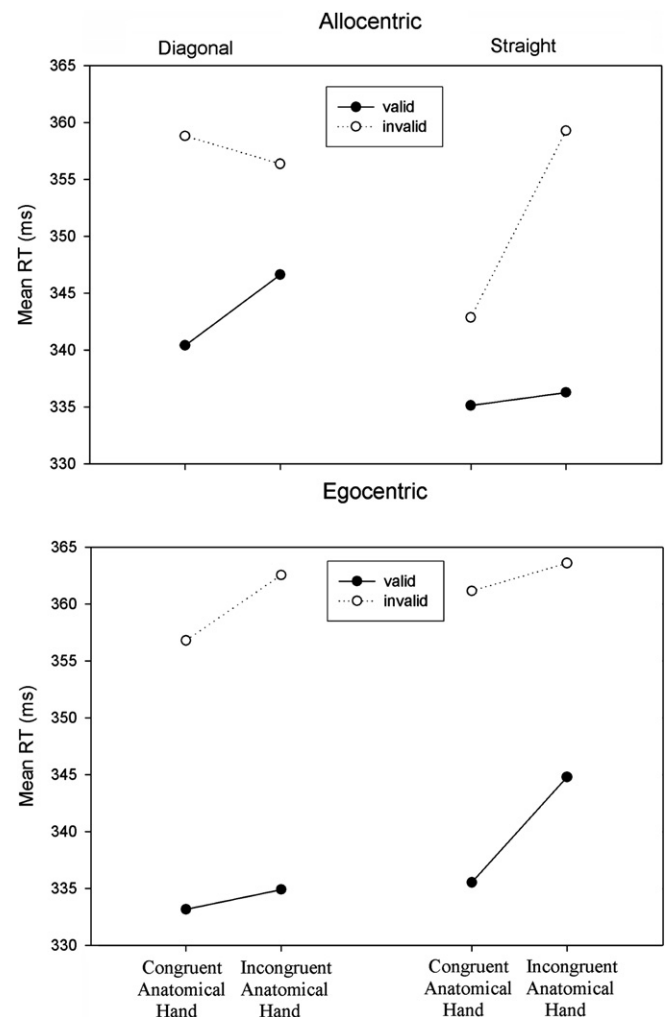 Allocentric
Diagonal Straight
365
360
355
350
345
340
335
330
Mean RT (ms)
valid
invalid
Egocentric
365
360
355
350
345
340
335
330
Mean RT (ms)
valid
invalid
Congruent Incongruent Congruent Incongruent
Anatomical Anatomical Anatomical Anatomical
Hand Hand Hand Hand